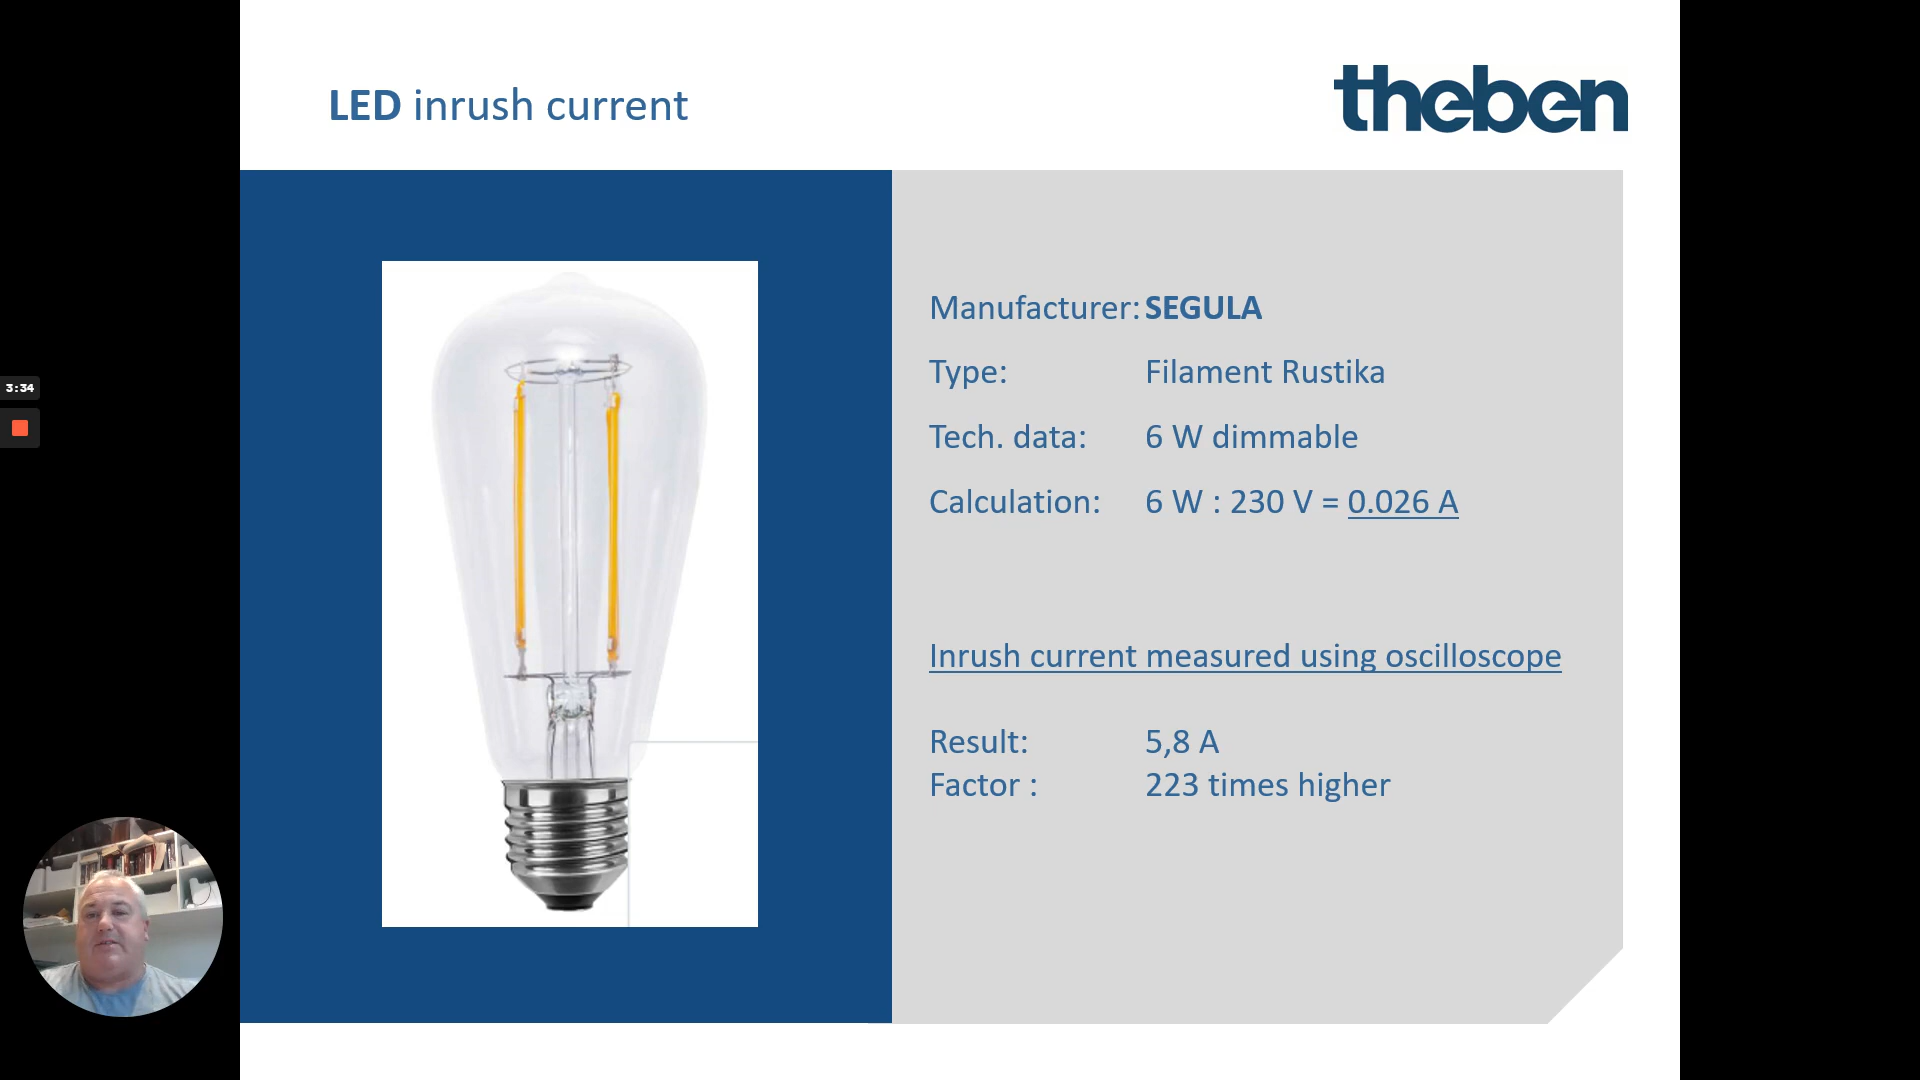 LED inrush current
theben
Manufacturer: SEGULA
Type: Filament Rustika
Tech. data: 6 W dimmable
Calculation: 6 W : 230 V = 0.026 A
Inrush current measured using oscilloscope
Result: 5,8 A
Factor : 223 times higher
3:34